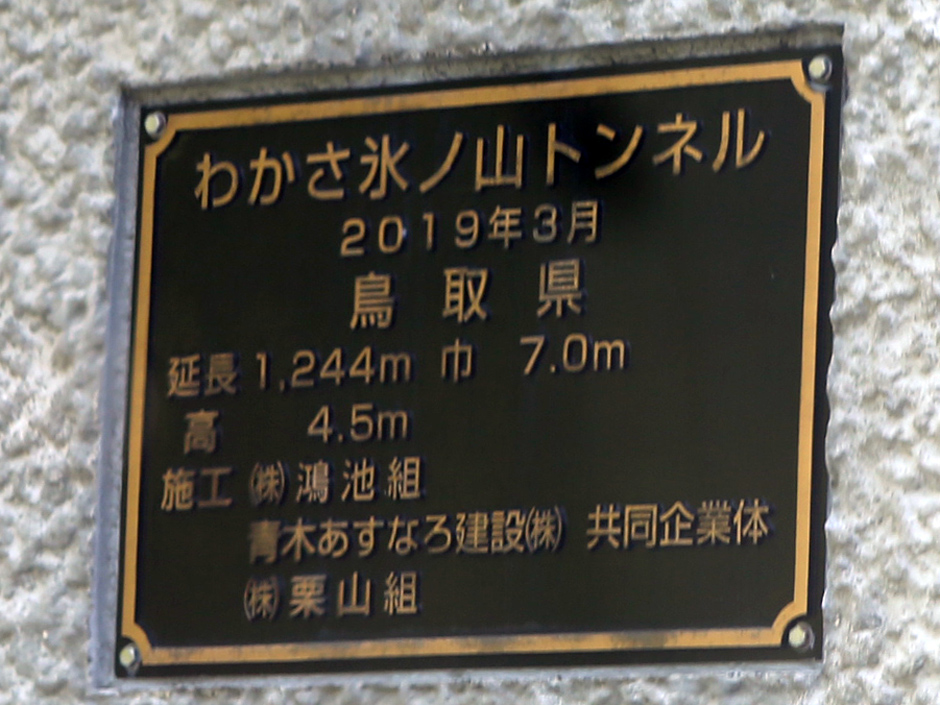 わかさ氷ノ山トンネル
2019年3月
鳥取県
延長1,244m 巾 7.0m
高 4.5m
施工 ㈱鴻池組
青木あすなろ建設㈱ 共同企業体
㈱栗山組